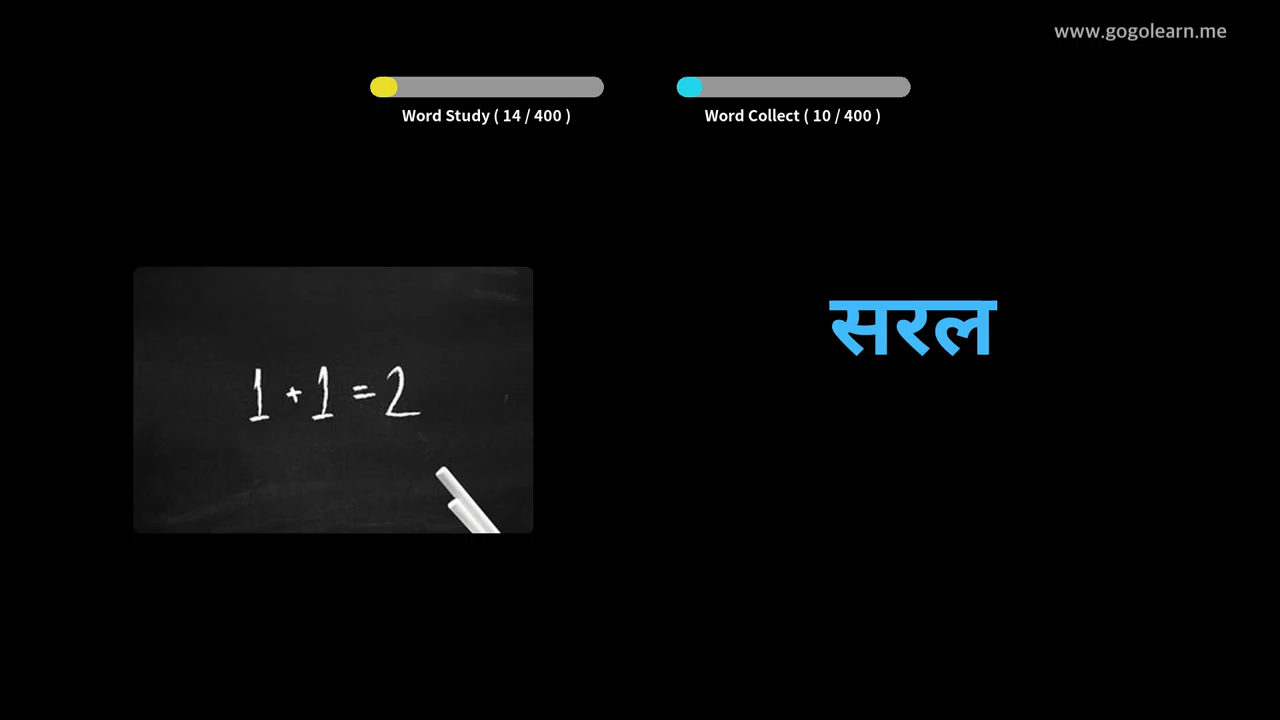 www.gogolearn.me
Word Study ( 14 / 400 )
Word Collect ( 10 / 400 )
1 + 1 = 2
सरल